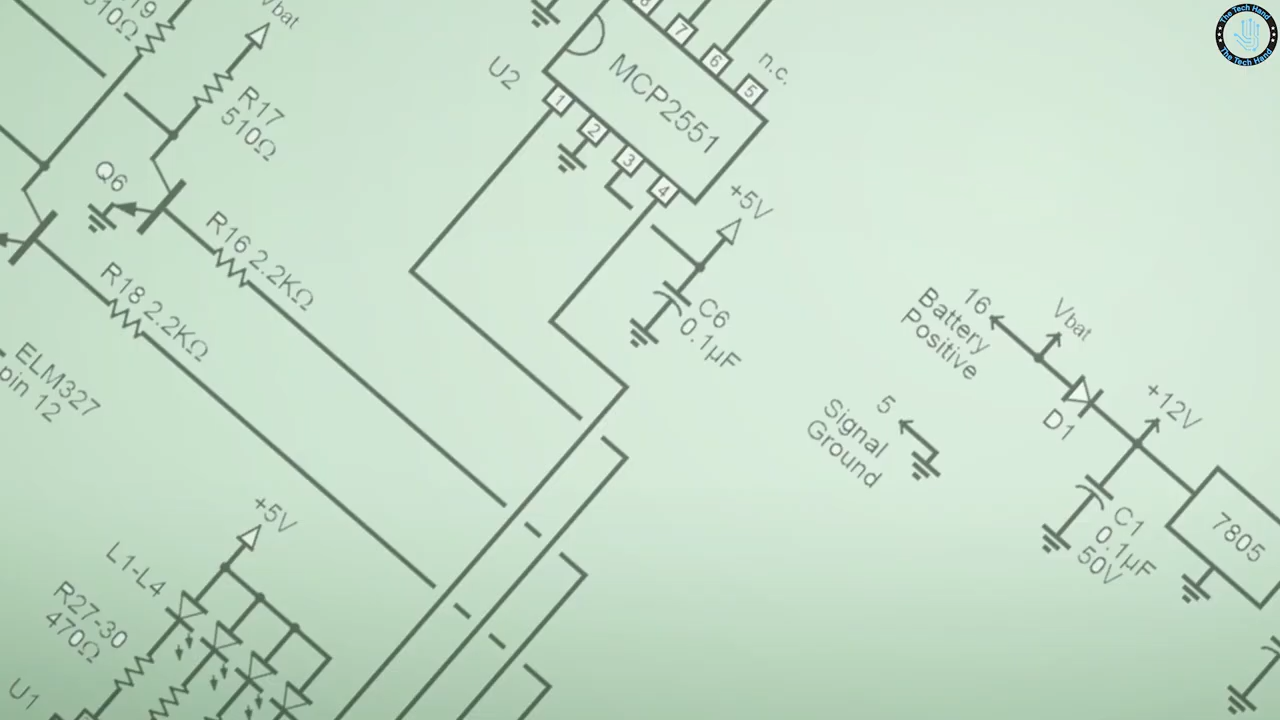 R19
510Ω
Vbat
R17
510Ω
Q6
R16 2.2KΩ
R18 2.2KΩ
ELM327
pin 12
U2
MCP2551
8
7
6
5
n.c.
1
2
3
4
+5V
C6
0.1µF
16
Battery
Positive
Vbat
D1
+12V
5
Signal
Ground
C1
0.1µF
50V
7805
+5V
L1-L4
R27-30
470Ω
U1
The Tech Hand
The Tech Hand